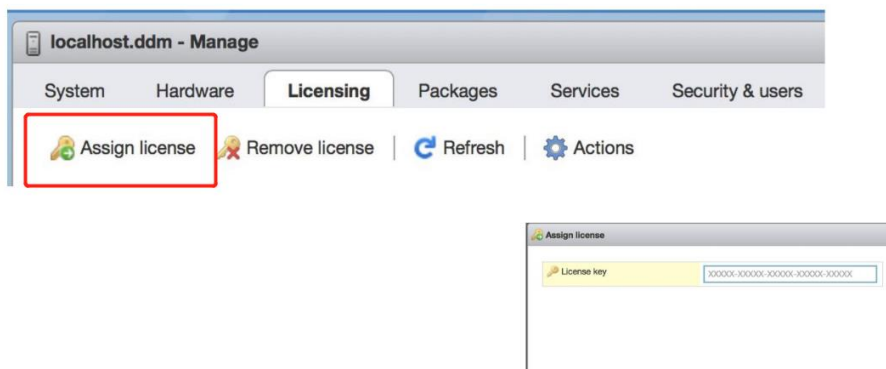 localhost.ddm - Manage
System Hardware Licensing Packages Services Security & users
Assign license Remove license Refresh Actions
Assign license
License key XXXXX-XXXXX-XXXXX-XXXXX-XXXXX